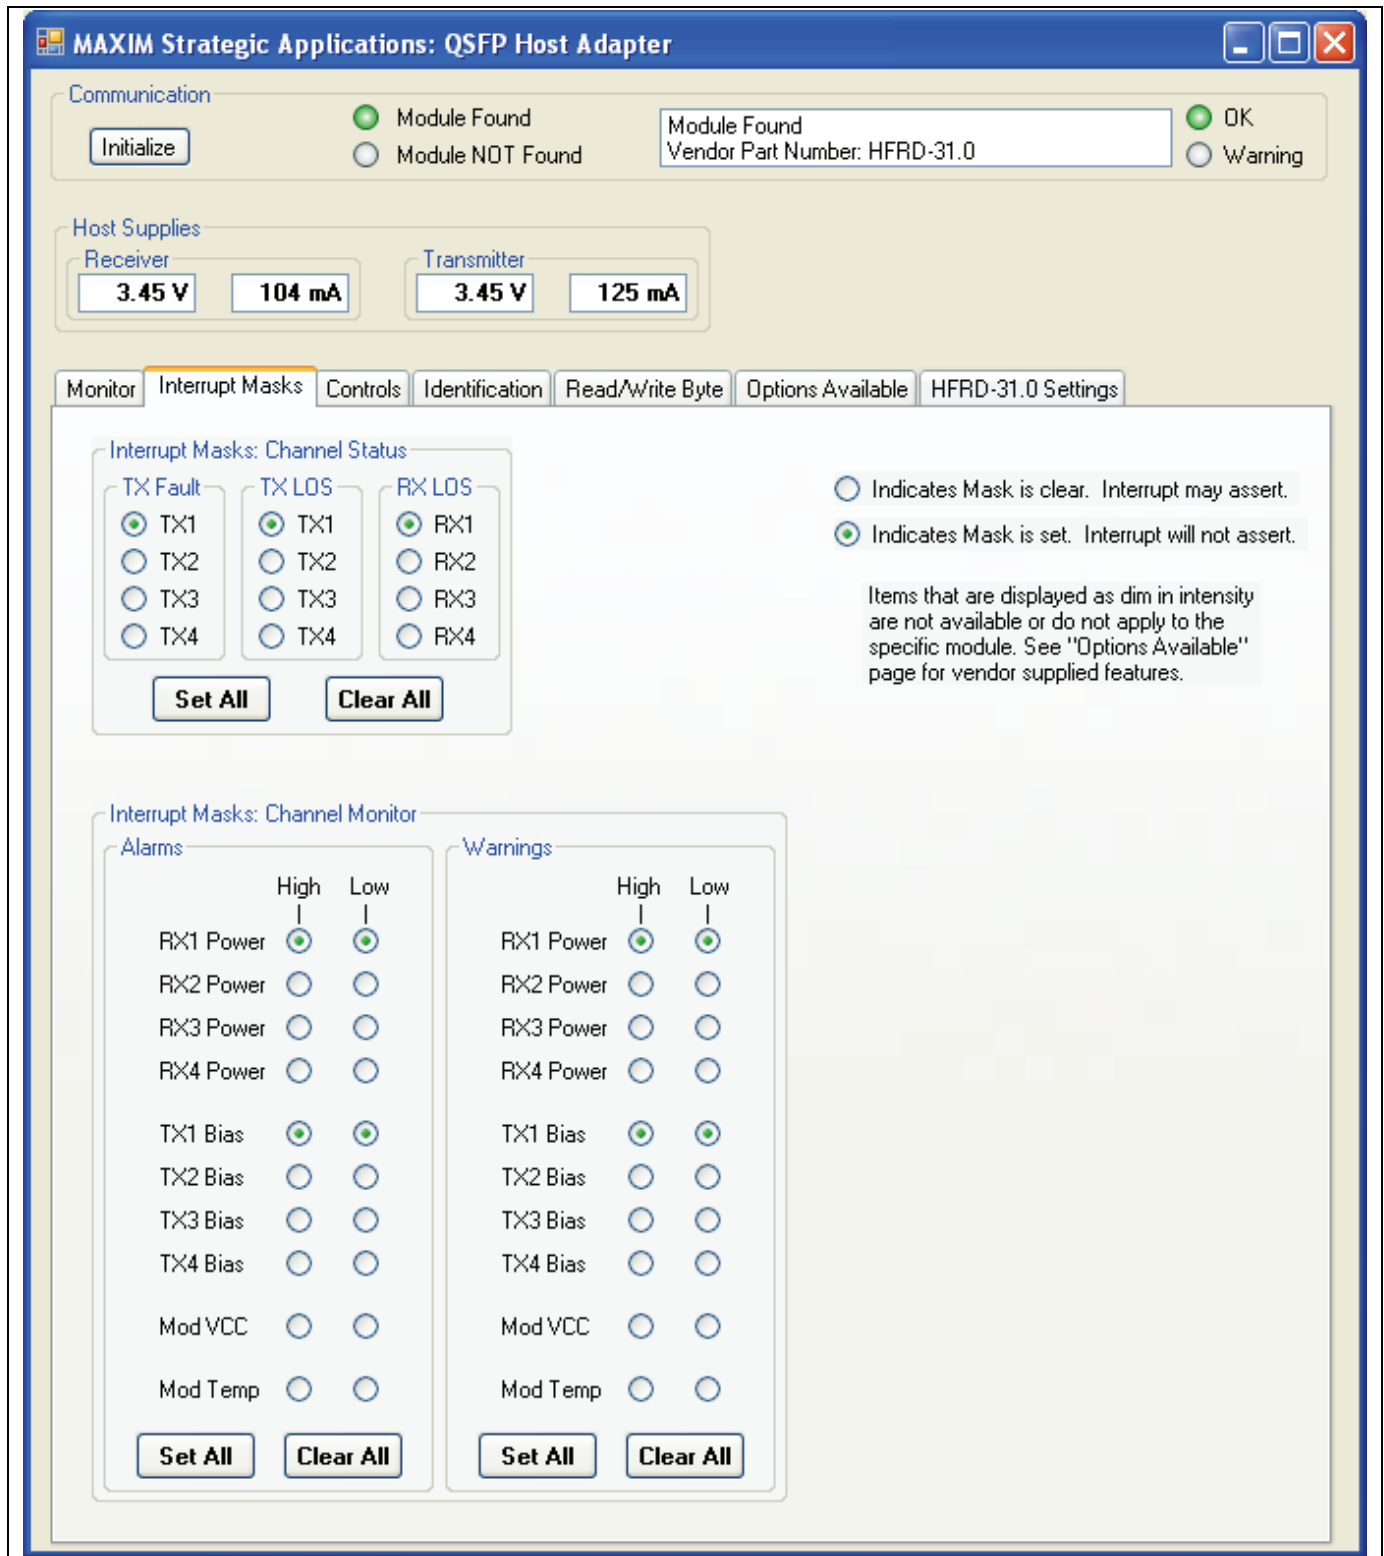 MAXIM Strategic Applications: QSFP Host Adapter
Communication
Initialize
Module Found
Module NOT Found
Module Found
Vendor Part Number: HFRD-31.0
OK
Warning
Host Supplies
Receiver
3.45 V 104 mA
Transmitter
3.45 V 125 mA
Monitor Interrupt Masks Controls Identification Read/Write Byte Options Available HFRD-31.0 Settings
Interrupt Masks: Channel Status
TX Fault TX LOS RX LOS
TX1 TX1 RX1
TX2 TX2 RX2
TX3 TX3 RX3
TX4 TX4 RX4
Set All Clear All
Indicates Mask is clear. Interrupt may assert.
Indicates Mask is set. Interrupt will not assert.
Items that are displayed as dim in intensity
are not available or do not apply to the
specific module. See "Options Available"
page for vendor supplied features.
Interrupt Masks: Channel Monitor
Alarms
High Low
RX1 Power
RX2 Power
RX3 Power
RX4 Power
TX1 Bias
TX2 Bias
TX3 Bias
TX4 Bias
Mod VCC
Mod Temp
Set All Clear All
Warnings
High Low
RX1 Power
RX2 Power
RX3 Power
RX4 Power
TX1 Bias
TX2 Bias
TX3 Bias
TX4 Bias
Mod VCC
Mod Temp
Set All Clear All